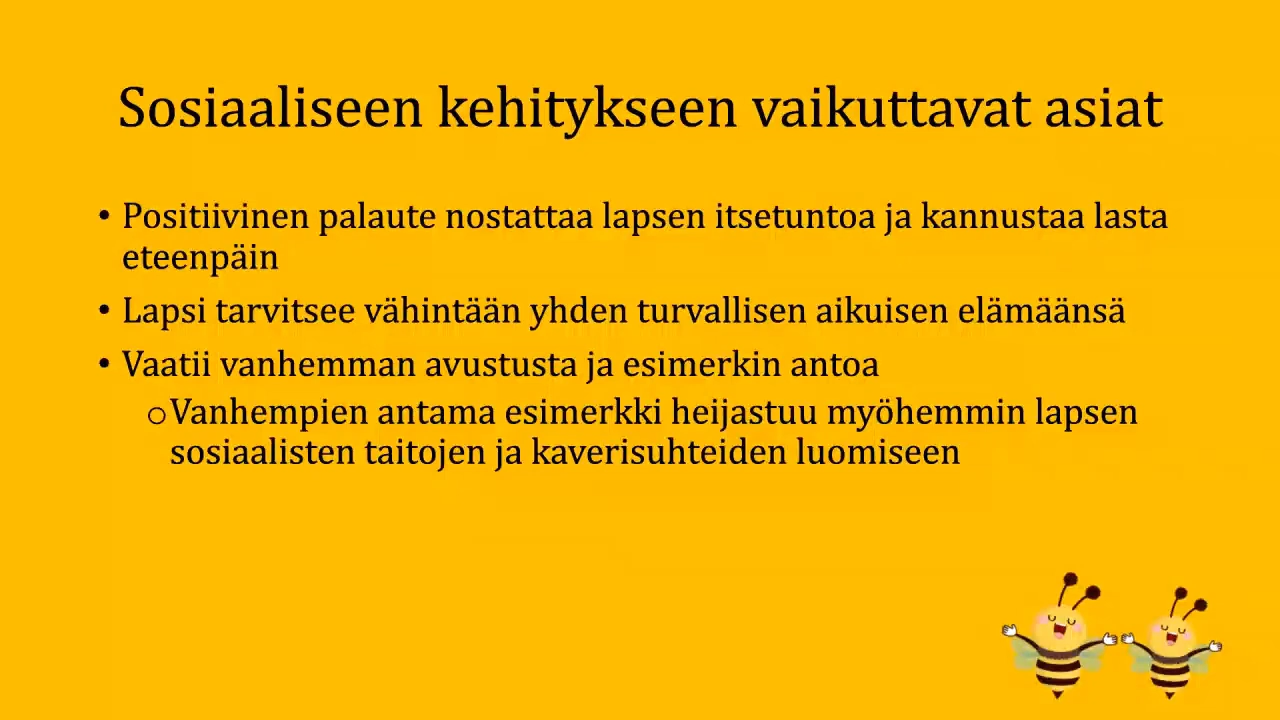 Sosiaaliseen kehitykseen vaikuttavat asiat
• Positiivinen palaute nostattaa lapsen itsetuntoa ja kannustaa lasta
eteenpäin
• Lapsi tarvitsee vähintään yhden turvallisen aikuisen elämäänsä
• Vaatii vanhemman avustusta ja esimerkin antoa
oVanhempien antama esimerkki heijastuu myöhemmin lapsen
sosiaalisten taitojen ja kaverisuhteiden luomiseen